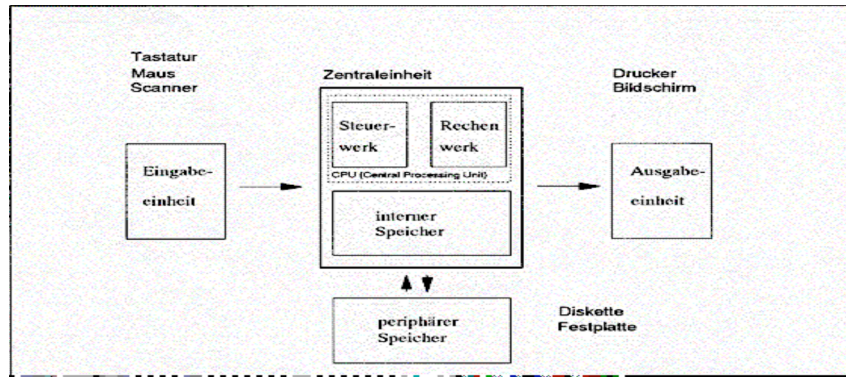 Tastatur
Maus
Scanner
Zentraleinheit
Drucker
Bildschirm
Steuer-
werk
Rechen
werk
CPU (Central Processing Unit)
Eingabe-
einheit
Ausgabe-
einheit
interner
Speicher
periphärer
Speicher
Diskette
Festplatte